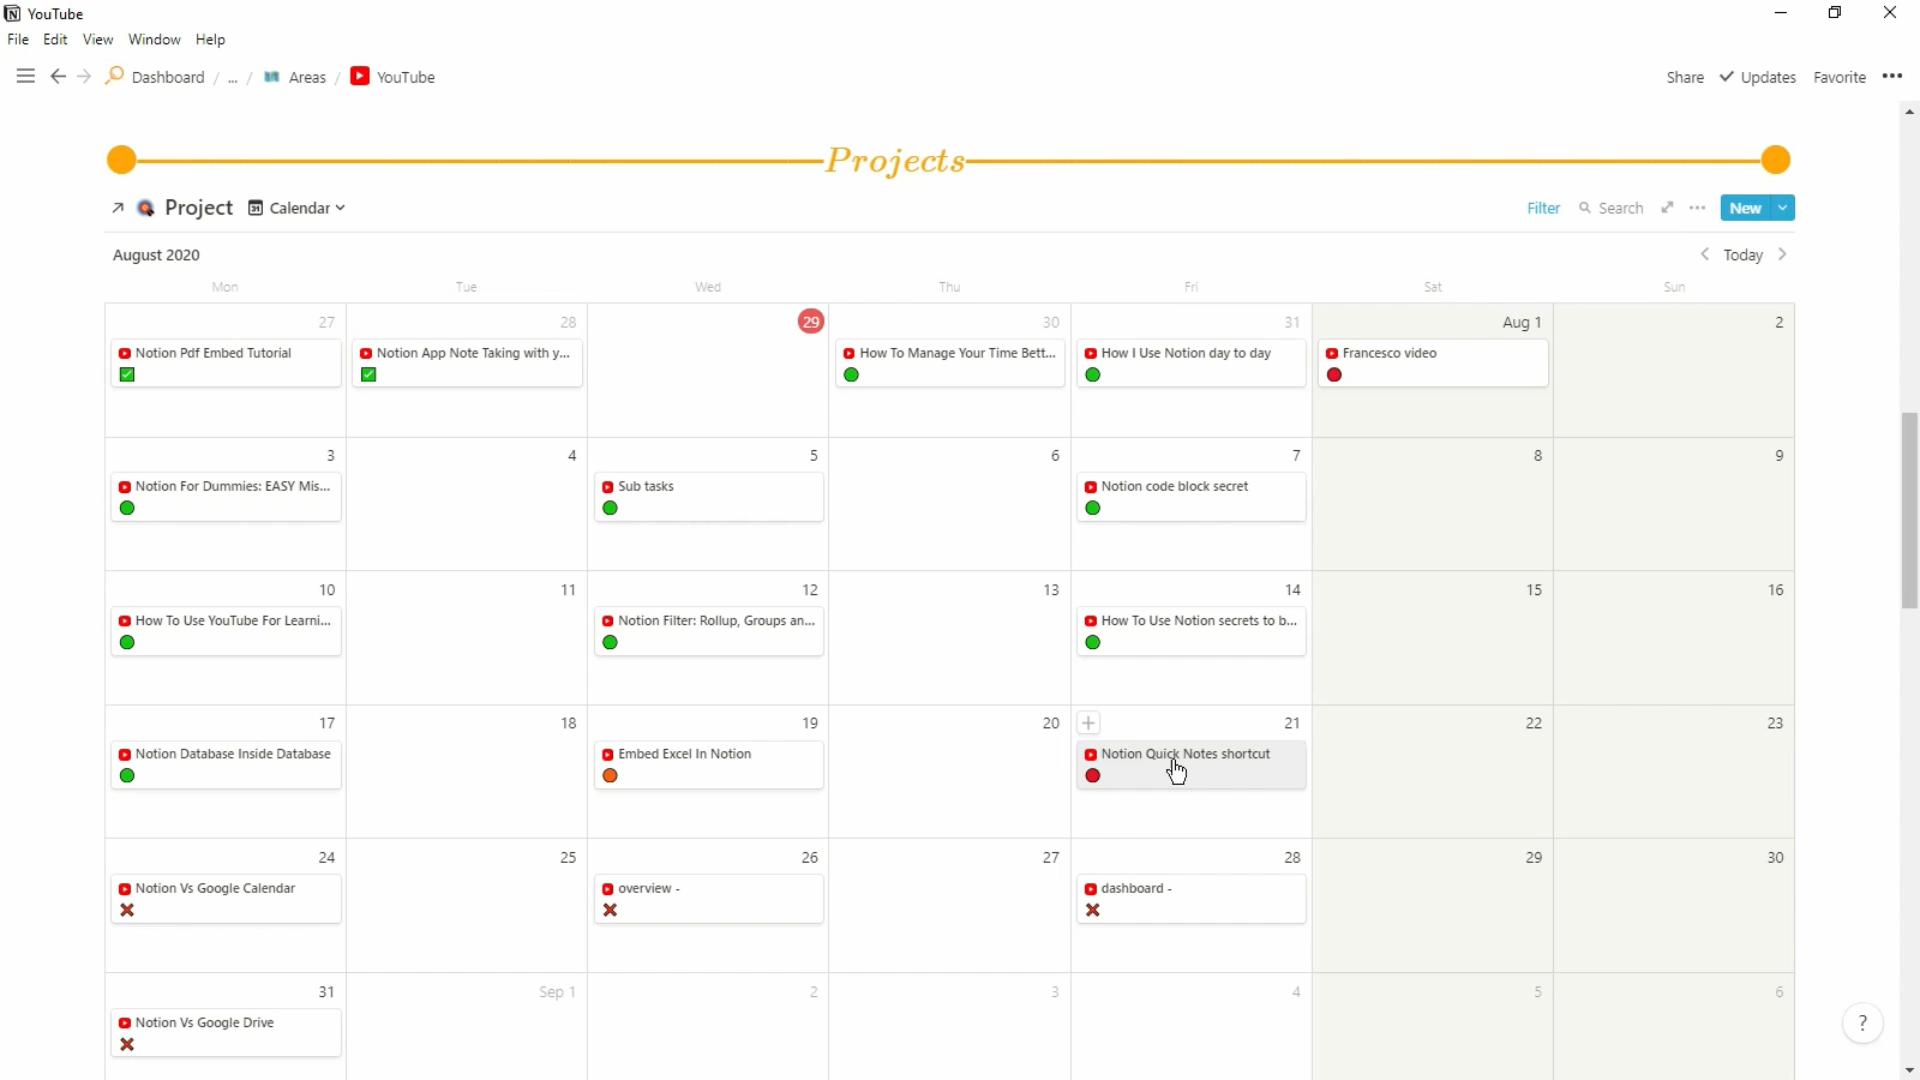 YouTube
File Edit View Window Help
Dashboard / ... / Areas / YouTube
Share Updates Favorite •••
Projects
Project 31 Calendar
Filter Search ••• New
August 2020
Today
Mon Tue Wed Thu Fri Sat Sun
27 28 29 30 31 Aug 1 2
Notion Pdf Embed Tutorial
Notion App Note Taking with y...
How To Manage Your Time Bett...
How I Use Notion day to day
Francesco video
3 4 5 6 7 8 9
Notion For Dummies: EASY Mis...
Sub tasks
Notion code block secret
10 11 12 13 14 15 16
How To Use YouTube For Learni...
Notion Filter: Rollup, Groups an...
How To Use Notion secrets to b...
17 18 19 20 + 21 22 23
Notion Database Inside Database
Embed Excel In Notion
Notion Quick Notes shortcut
24 25 26 27 28 29 30
Notion Vs Google Calendar
overview -
dashboard -
31 Sep 1 2 3 4 5 6
Notion Vs Google Drive
?